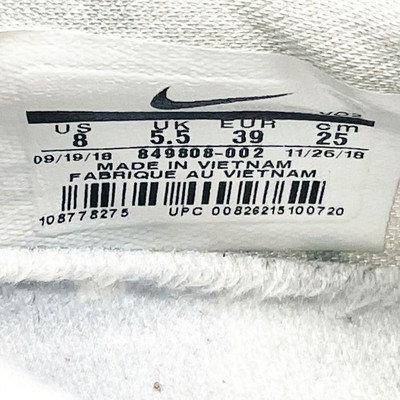 US UK EUR cm
8 5.5 39 25
09/19/18 849808-002 11/26/18
MADE IN VIETNAM
FABRIQUE AU VIETNAM
108778275 UPC 00826215100720